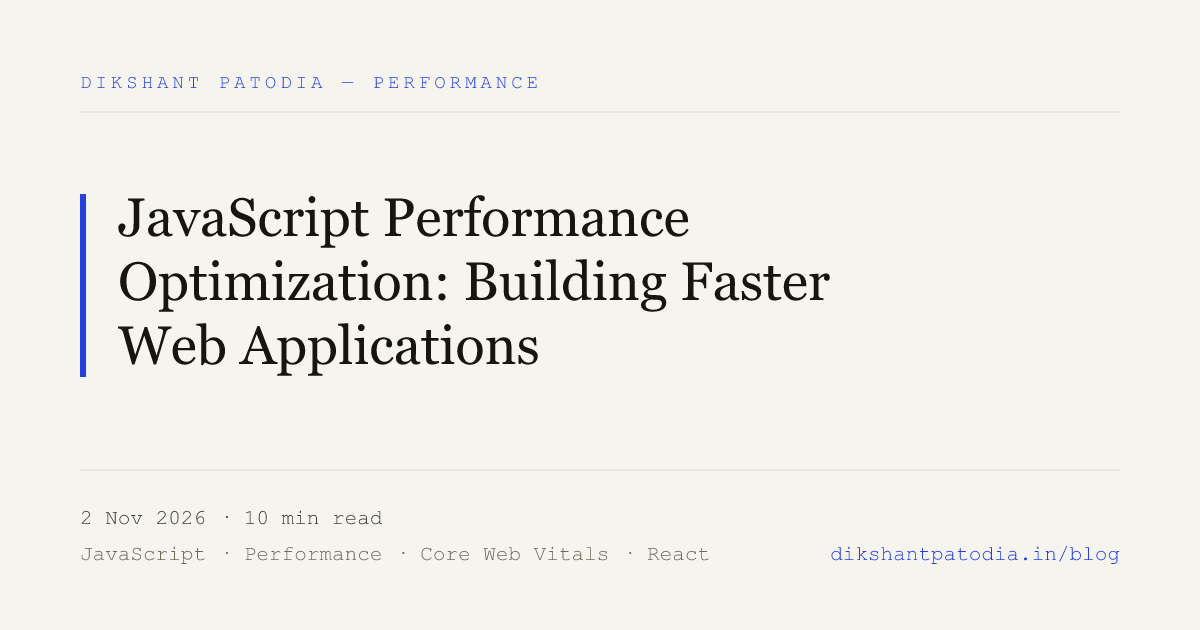 DIKSHANT PATODIA — PERFORMANCE
JavaScript Performance
Optimization: Building Faster
Web Applications
2 Nov 2026 · 10 min read
JavaScript · Performance · Core Web Vitals · React
dikshantpatodia.in/blog